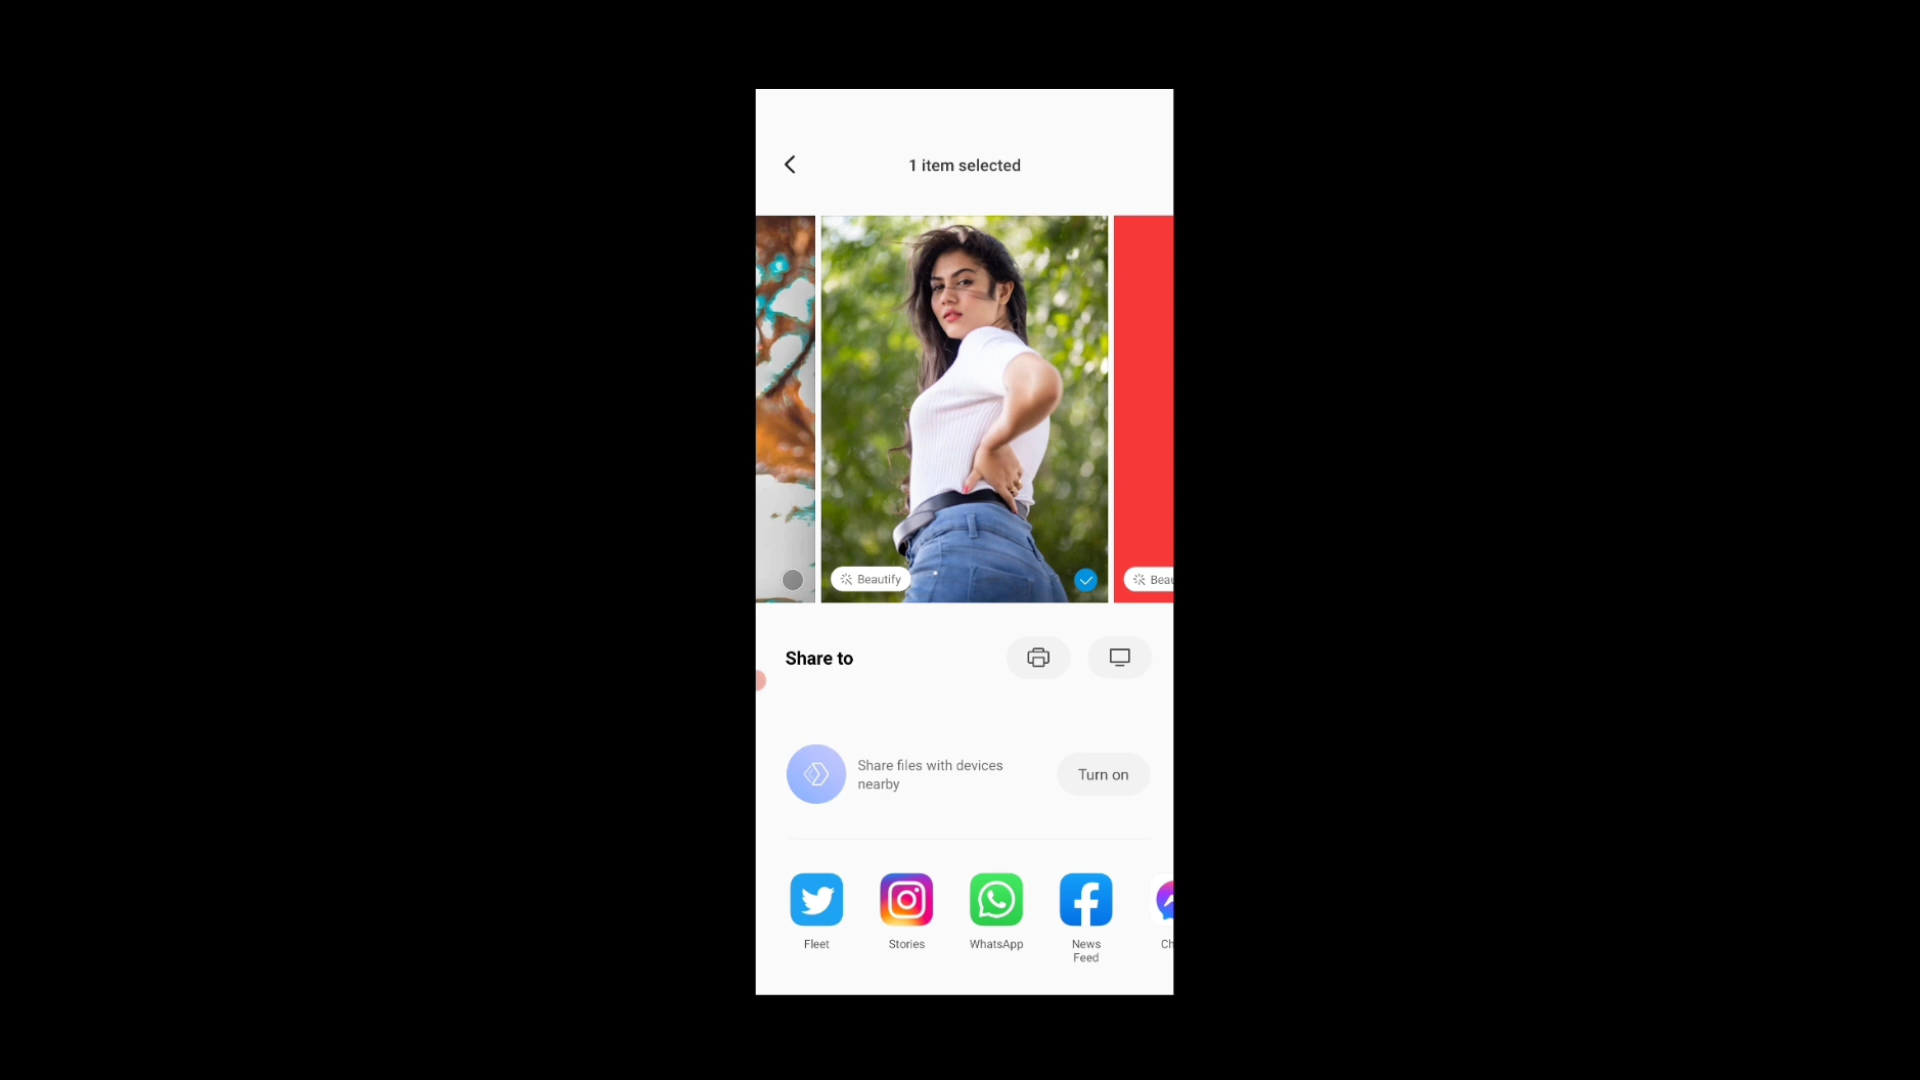 1 item selected
Beautify
Beau
Share to
Share files with devices
nearby
Turn on
Fleet
Stories
WhatsApp
News
Feed
Ch